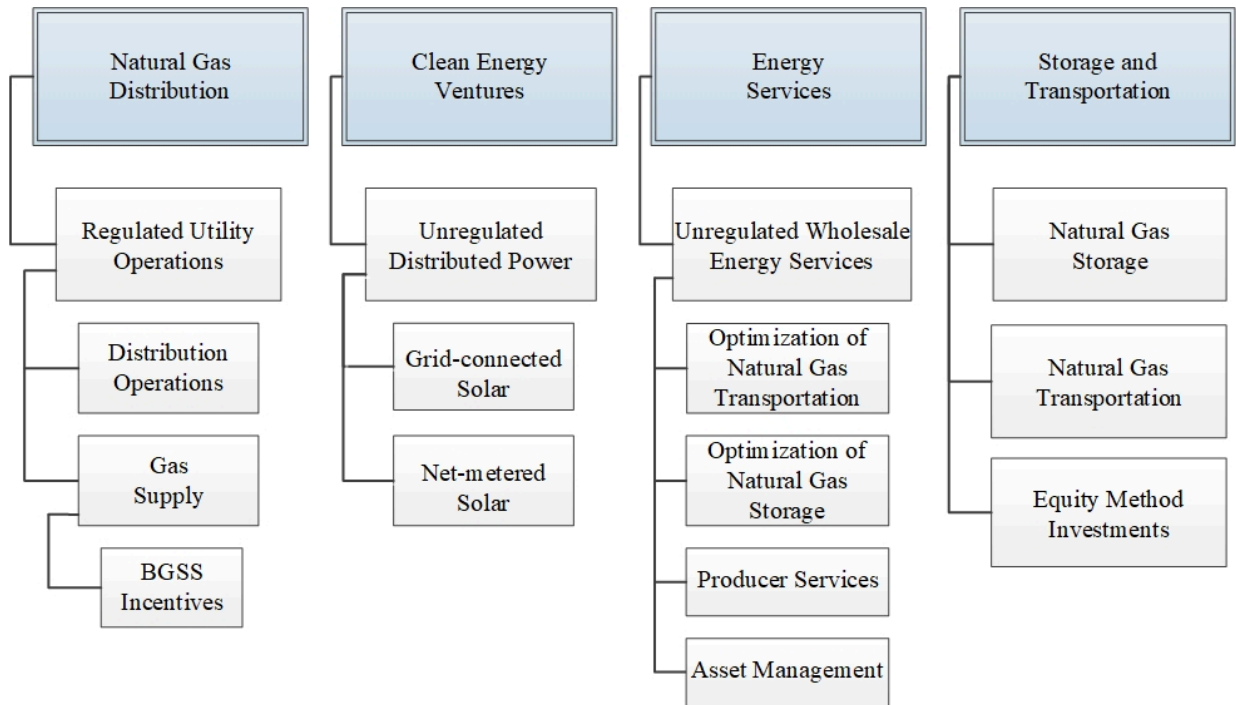 Natural Gas
Distribution
Regulated Utility
Operations
Distribution
Operations
Gas
Supply
BGSS
Incentives
Clean Energy
Ventures
Unregulated
Distributed Power
Grid-connected
Solar
Net-metered
Solar
Energy
Services
Unregulated Wholesale
Energy Services
Optimization of
Natural Gas
Transportation
Optimization of
Natural Gas
Storage
Producer Services
Asset Management
Storage and
Transportation
Natural Gas
Storage
Natural Gas
Transportation
Equity Method
Investments